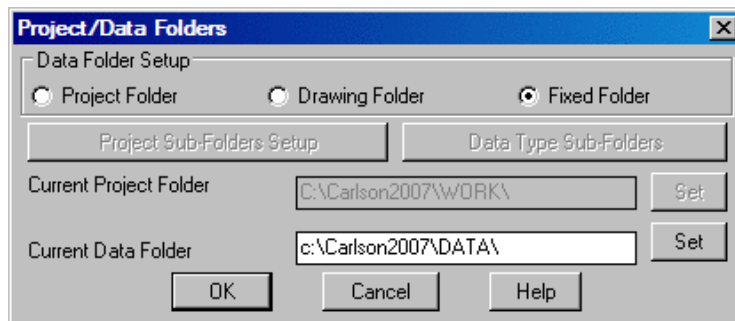 Project/Data Folders
Data Folder Setup
Project Folder Drawing Folder Fixed Folder
Project Sub-Folders Setup Data Type Sub-Folders
Current Project Folder C:\Carlson2007\WORK\ Set
Current Data Folder c:\Carlson2007\DATA\ Set
OK Cancel Help